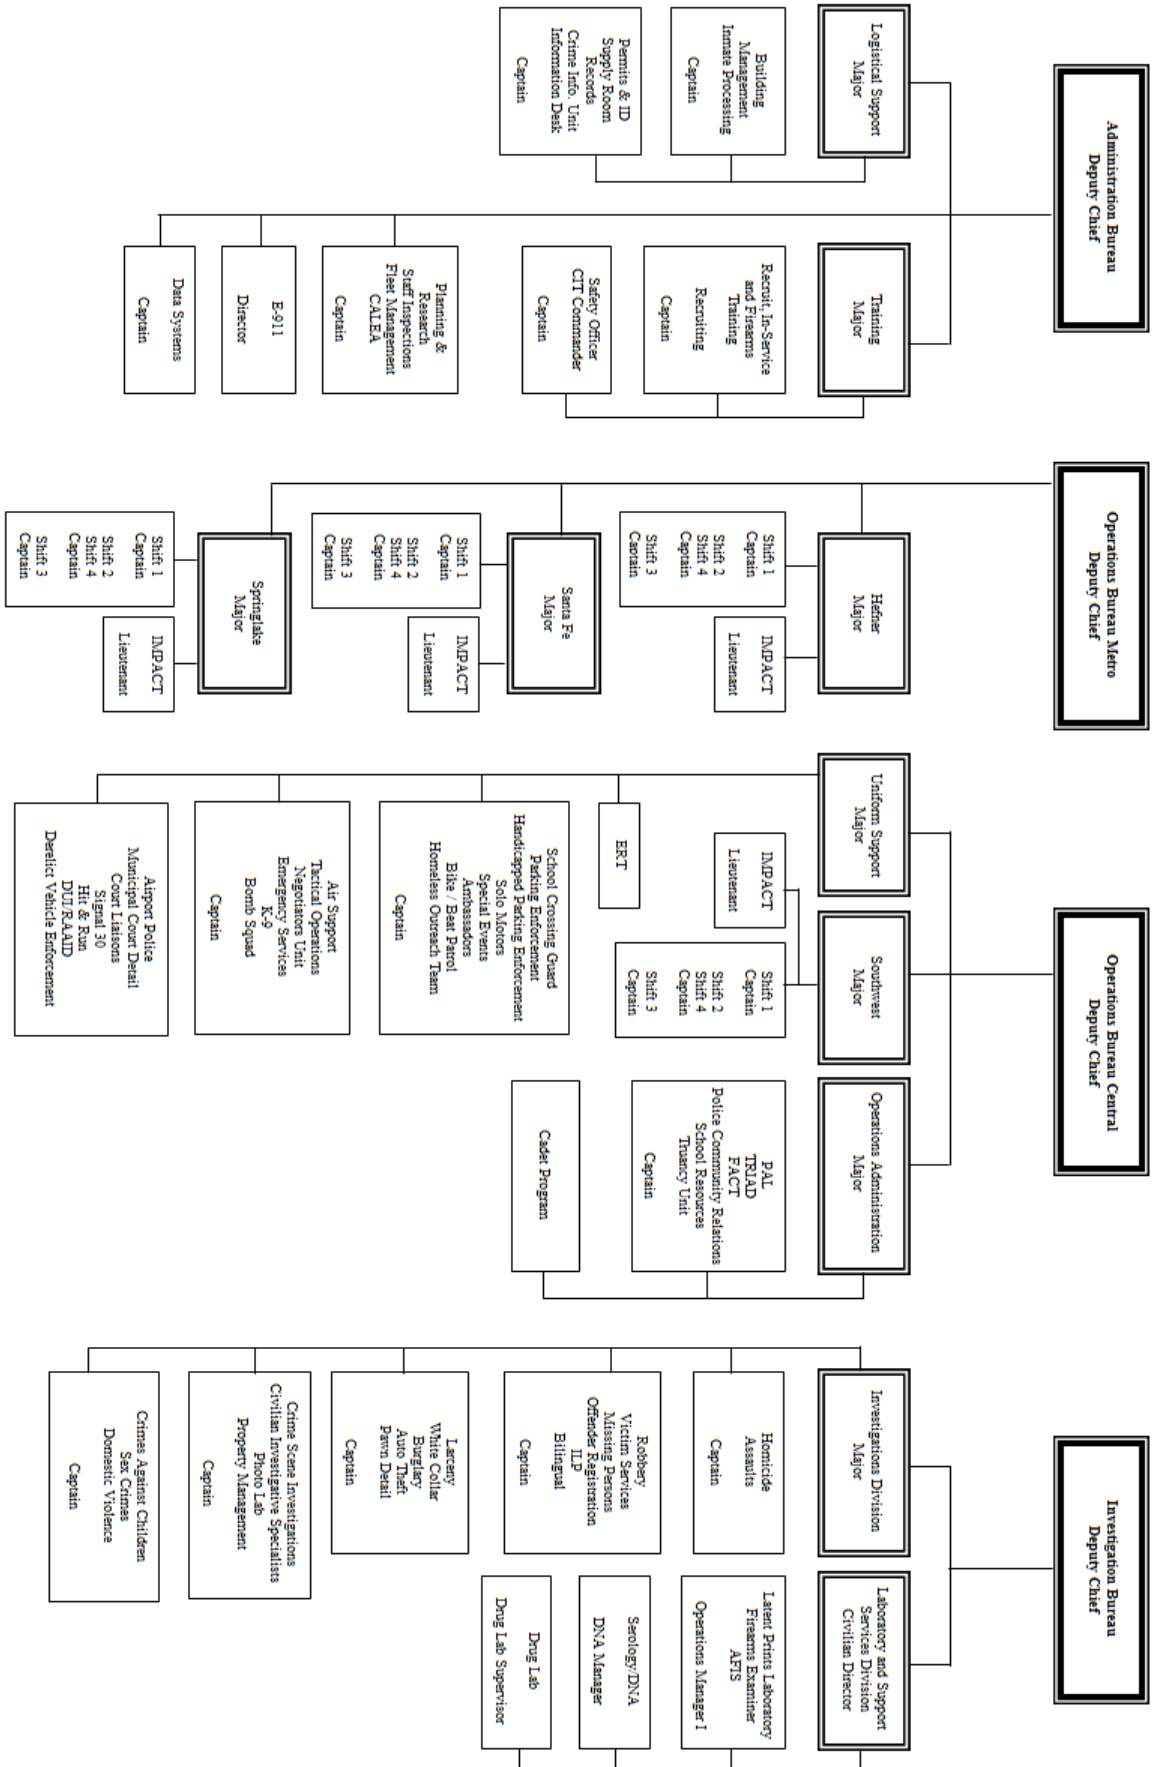 Administration Bureau
Deputy Chief
Logistical Support
Major
Building
Management
Inmate Processing
Captain
Permits & ID
Supply Room
Records
Crime Info. Unit
Information Desk
Captain
Training
Major
Recruit, In-Service
and Firearms
Training
Recruiting
Captain
Safety Officer
CIT Commander
Captain
Planning &
Research
Staff Inspections
Fleet Management
CALEA
Captain
E-911
Director
Data Systems
Captain
Operations Bureau Metro
Deputy Chief
Hefner
Major
Shift 1
Captain
Shift 2
Shift 4
Captain
Shift 3
Captain
IMPACT
Lieutenant
Santa Fe
Major
Shift 1
Captain
Shift 2
Shift 4
Captain
Shift 3
Captain
IMPACT
Lieutenant
Springlake
Major
Shift 1
Captain
Shift 2
Shift 4
Captain
Shift 3
Captain
IMPACT
Lieutenant
Operations Bureau Central
Deputy Chief
Uniform Support
Major
ERT
School Crossing Guard
Parking Enforcement
Handicapped Parking Enforcement
Solo Motors
Special Events
Ambassadors
Bike / Beat Patrol
Homeless Outreach Team
Captain
Air Support
Tactical Operations
Negotiators Unit
Emergency Services
K-9
Bomb Squad
Captain
Airport Police
Municipal Court Detail
Court Liaisons
Signal 30
Hit & Run
DUI/RAAID
Derelict Vehicle Enforcement
Southwest
Major
IMPACT
Lieutenant
Shift 1
Captain
Shift 2
Shift 4
Captain
Shift 3
Captain
Operations Administration
Major
PAL
TRIAD
FACT
Police Community Relations
School Resources
Truancy Unit
Captain
Cadet Program
Investigation Bureau
Deputy Chief
Investigations Division
Major
Homicide
Assaults
Captain
Robbery
Victim Services
Missing Persons
Offender Registration
ILP
Bilingual
Captain
Larceny
White Collar
Burglary
Auto Theft
Pawn Detail
Captain
Crime Scene Investigations
Civilian Investigative Specialists
Photo Lab
Property Management
Captain
Crimes Against Children
Sex Crimes
Domestic Violence
Captain
Laboratory and Support
Services Division
Civilian Director
Latent Prints Laboratory
Firearms Examiner
AFIS
Operations Manager I
Serology/DNA
DNA Manager
Drug Lab
Drug Lab Supervisor